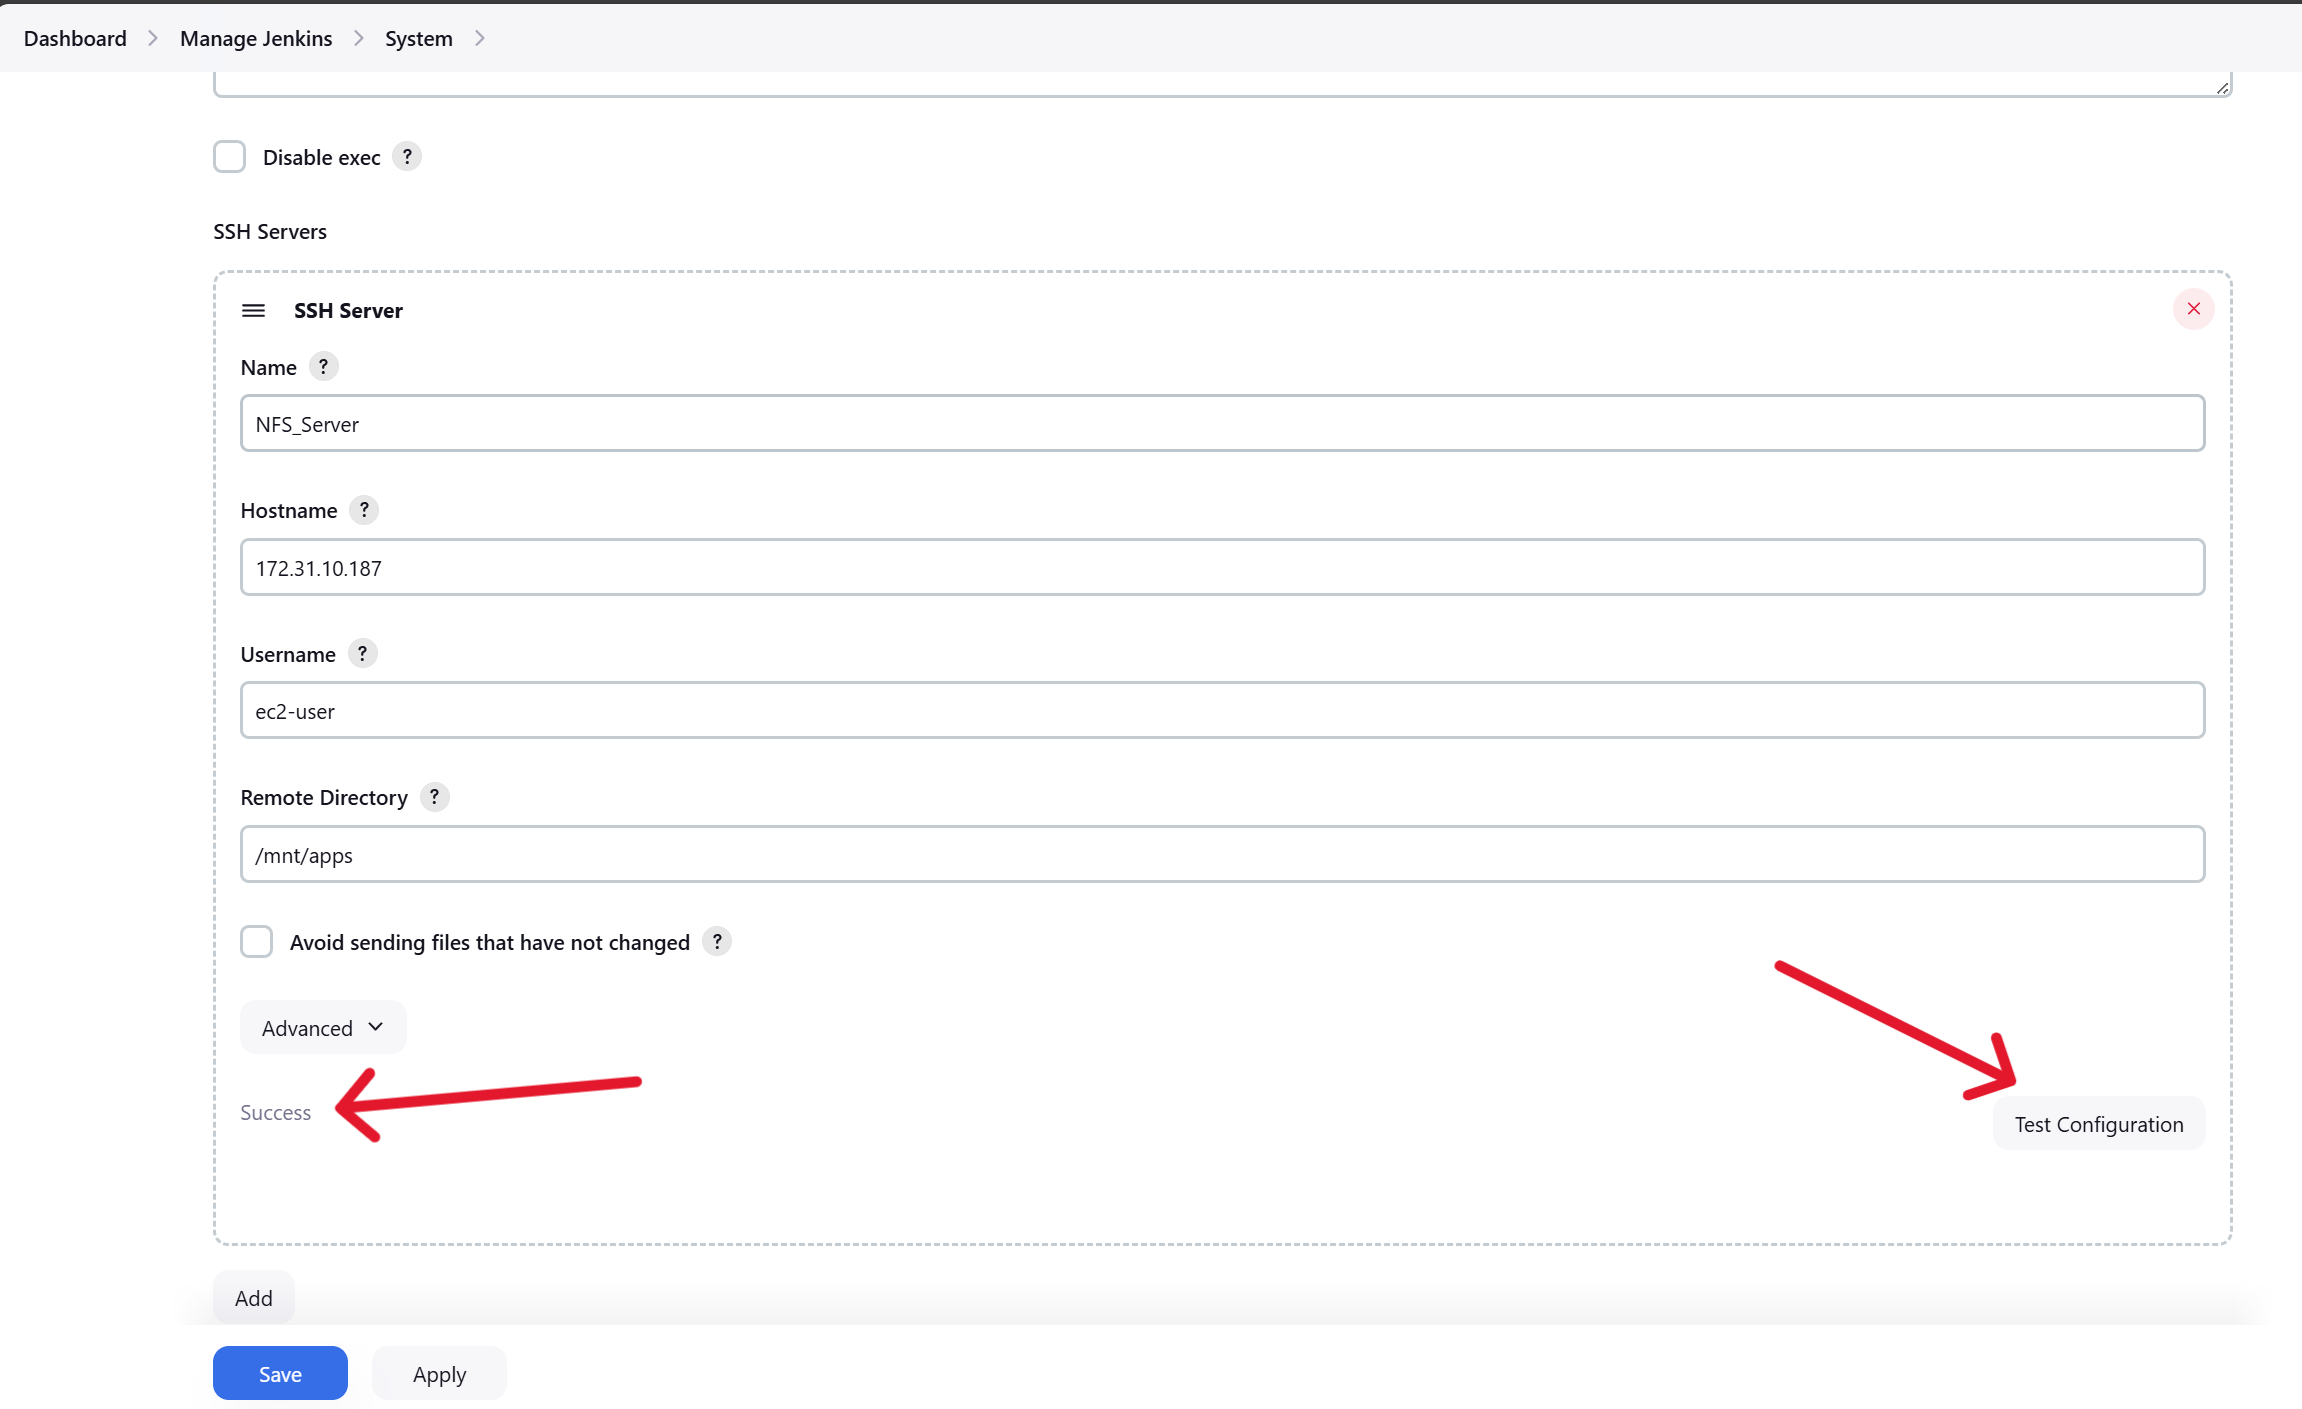 Dashboard > Manage Jenkins > System >
Disable exec ?
SSH Servers
SSH Server
Name ?
NFS_Server
Hostname ?
172.31.10.187
Username ?
ec2-user
Remote Directory ?
/mnt/apps
Avoid sending files that have not changed ?
Advanced
Success
Test Configuration
Add
Save Apply